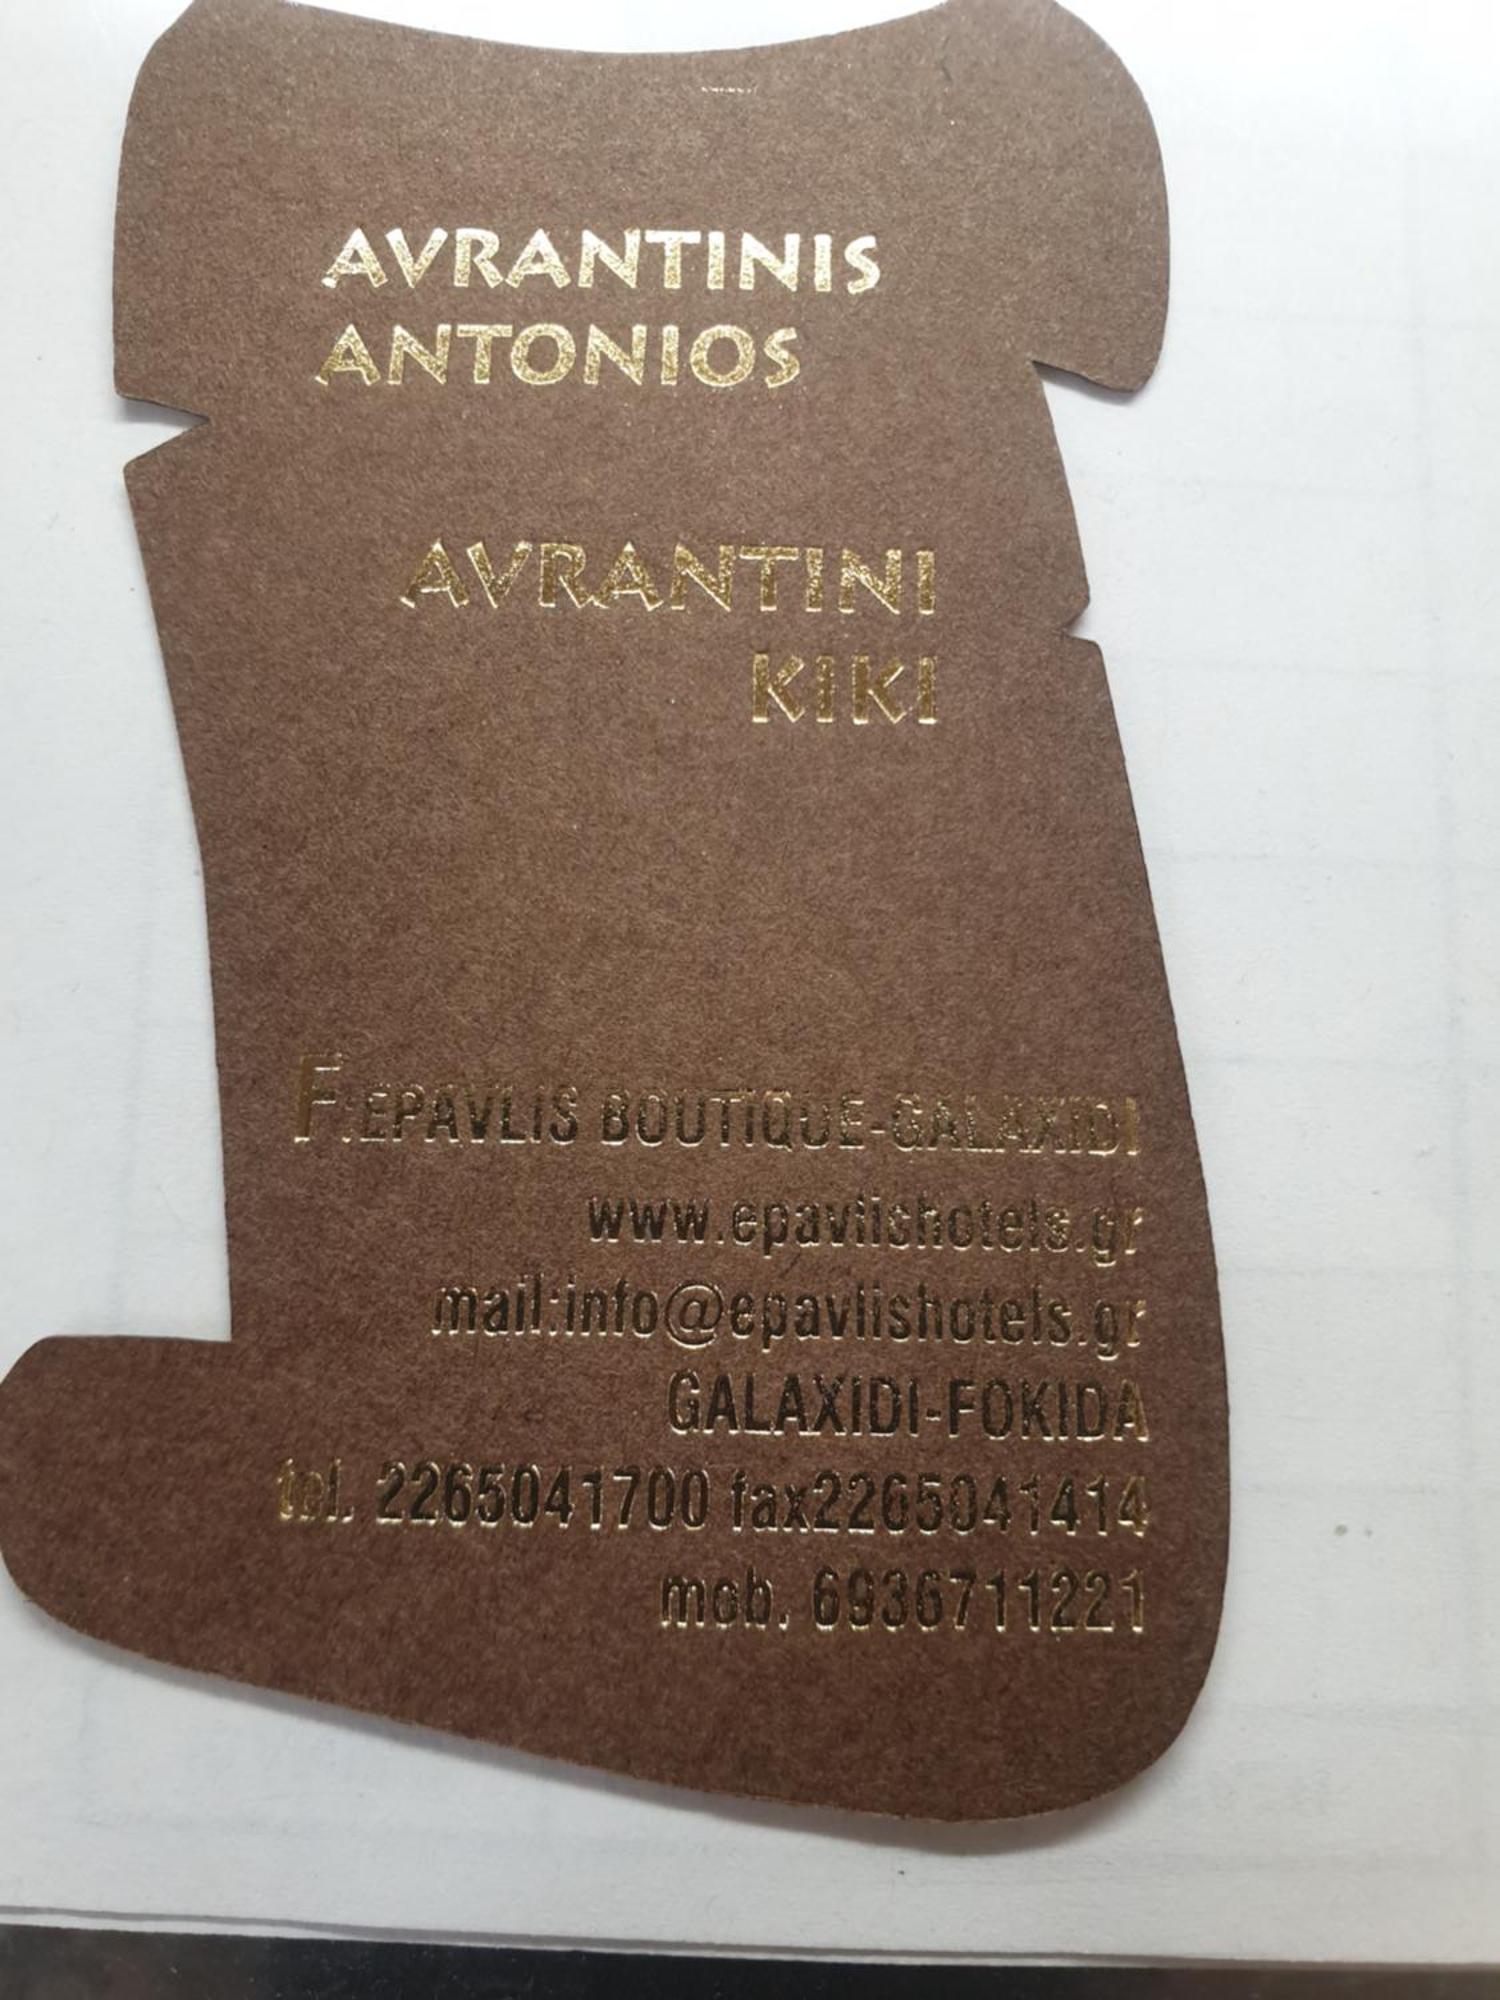 AVRANTINIS
ANTONIOS
AVRANTINI
KIKI
F:EPAVLIS BOUTIQUE-GALAXIDI
www.epavlishotels.gr
mail:info@epavlishotels.gr
GALAXIDI-FOKIDA
tel. 2265041700 fax2265041414
mob. 6936711221